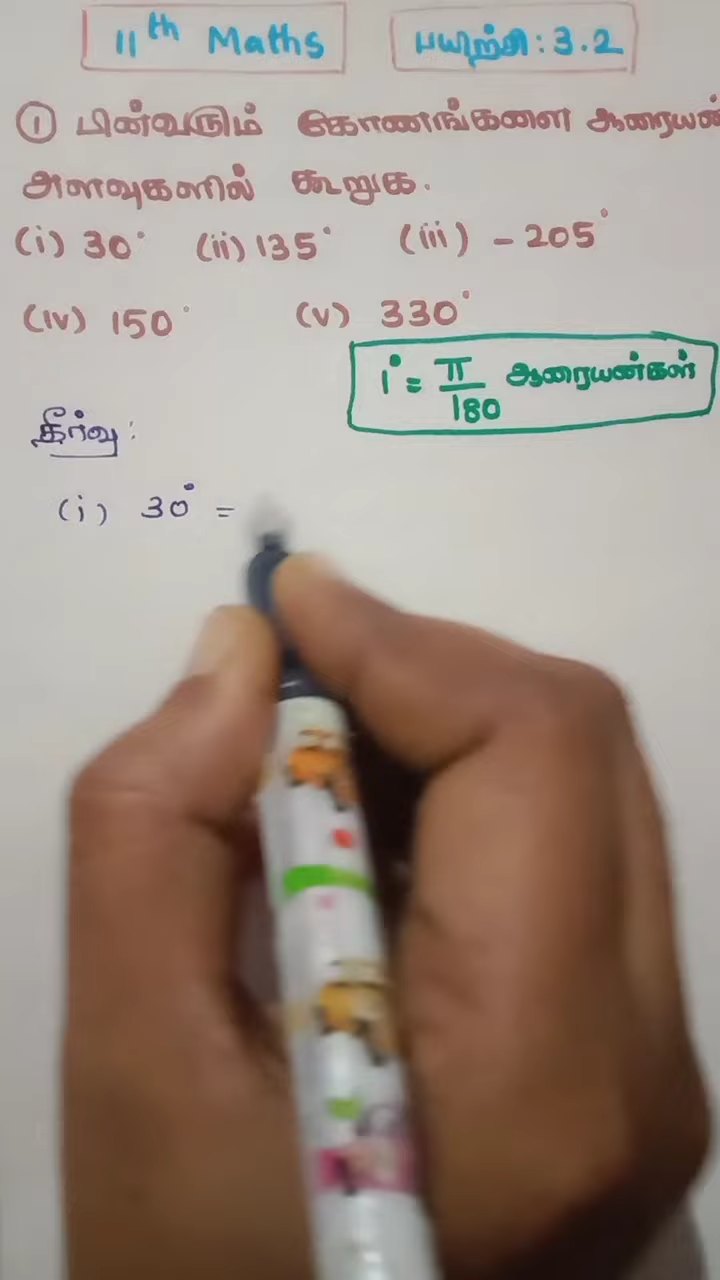 11th Maths
பயிற்சி : 3.2
① பின்வரும் கோணங்களை ஆரையன்
அளவுகளில் கூறுக.
(i) 30° (ii) 135° (iii) - 205°
(iv) 150° (v) 330°
1° = π/180 ஆரையன்கள்
தீர்வு :
(i) 30° =